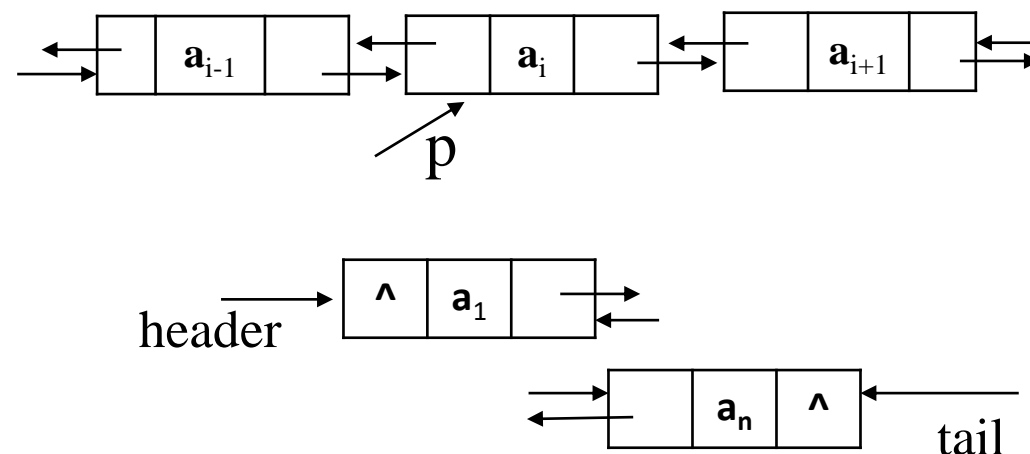 a_{i-1} a_i a_{i+1}
p
^ a_1
header
a_n ^
tail